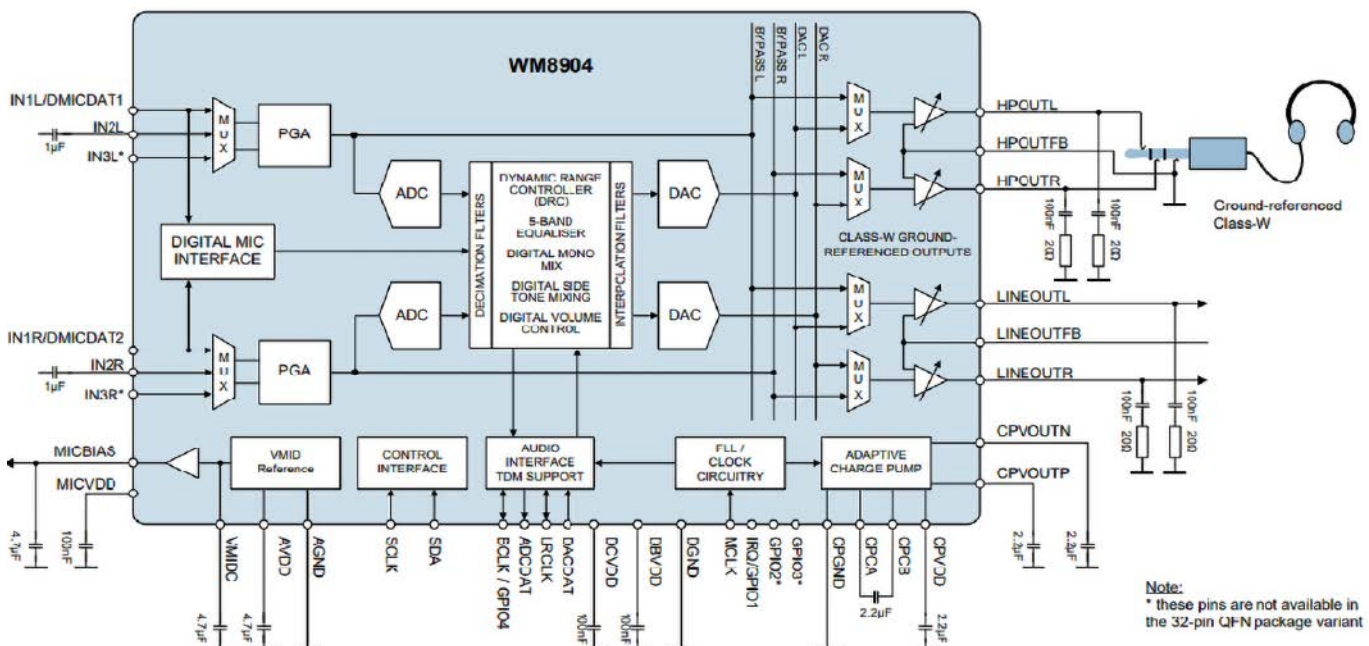 WM8904
BYPASS L
BYPASS R
DAC L
DAC R
IN1L/DMICDAT1
IN2L
1µF
IN3L*
MUX
PGA
ADC
DIGITAL MIC
INTERFACE
DECIMATION FILTERS
DYNAMIC RANGE
CONTROLLER
(DRC)
5-BAND
EQUALISER
DIGITAL MONO
MIX
DIGITAL SIDE
TONE MIXING
DIGITAL VOLUME
CONTROL
INTERPOLATION FILTERS
DAC
MUX
MUX
CLASS-W GROUND-
REFERENCED OUTPUTS
HPOUTL
HPOUTFB
HPOUTR
100nF
20Ω
100nF
20Ω
Ground-referenced
Class-W
IN1R/DMICDAT2
IN2R
1µF
IN3R*
MUX
PGA
ADC
DAC
MUX
MUX
LINEOUTL
LINEOUTFB
LINEOUTR
100nF
20Ω
100nF
20Ω
MICBIAS
MICVDD
4.7µF
100nF
VMID
Reference
CONTROL
INTERFACE
AUDIO
INTERFACE
TDM SUPPORT
FLL /
CLOCK
CIRCUITRY
ADAPTIVE
CHARGE PUMP
CPVOUTN
CPVOUTP
2.2µF
2.2µF
VMIDC
AVDD
AGND
SCLK
SDA
BCLK / GPIO4
ADCDAT
LRCLK
DACDAT
DCVDD
DBVDD
DGND
MCLK
IRQ/GPIO1
GPIO2*
GPIO3*
CPGND
CPCA
CPCB
CPVDD
4.7µF
4.7µF
100nF
100nF
2.2µF
2.2µF
Note:
* these pins are not available in
the 32-pin QFN package variant